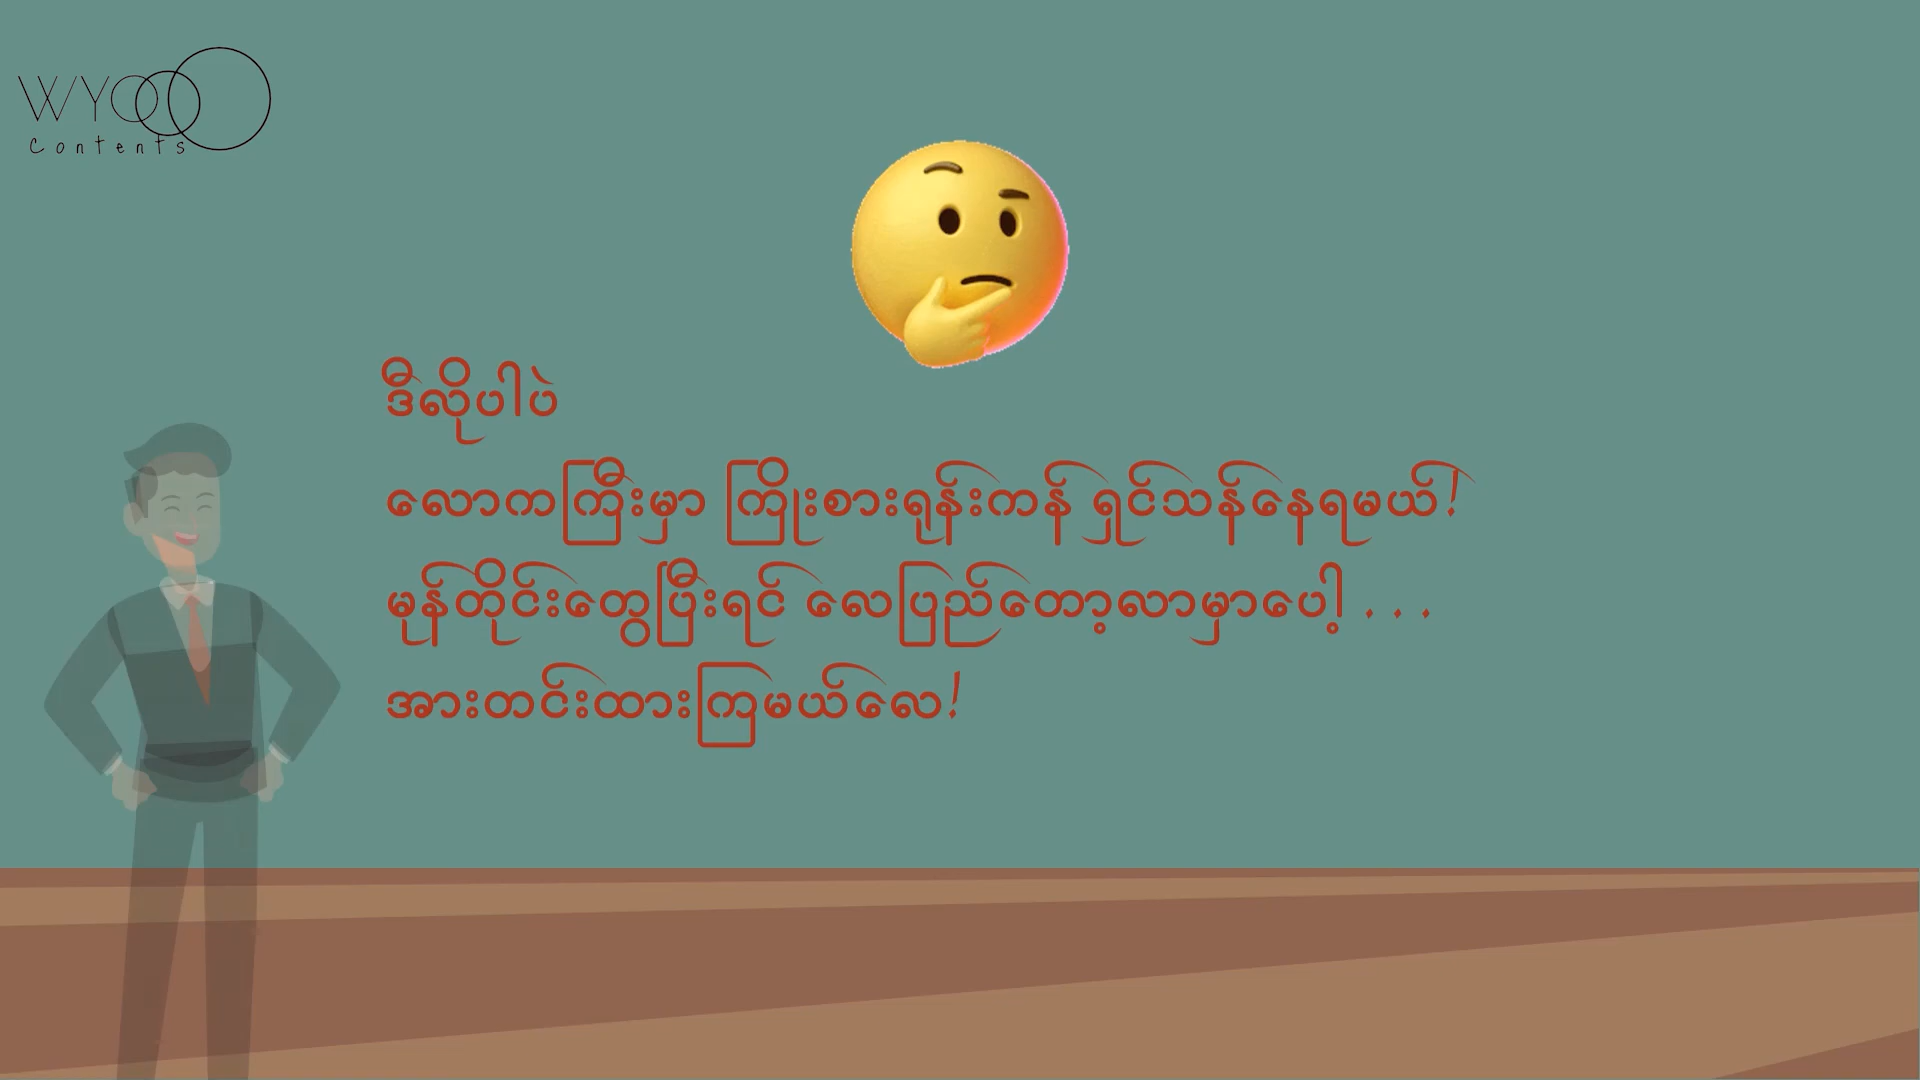 WYOOO
Contents
ဒီလိုပါပဲ
လောကကြီးမှာ ကြိုးစားရုန်းကန် ရှင်သန်နေရမယ်!
မုန်တိုင်းတွေပြီးရင် လေပြည်တော့လာမှာပေါ့ . . .
အားတင်းထားကြမယ်လေ!